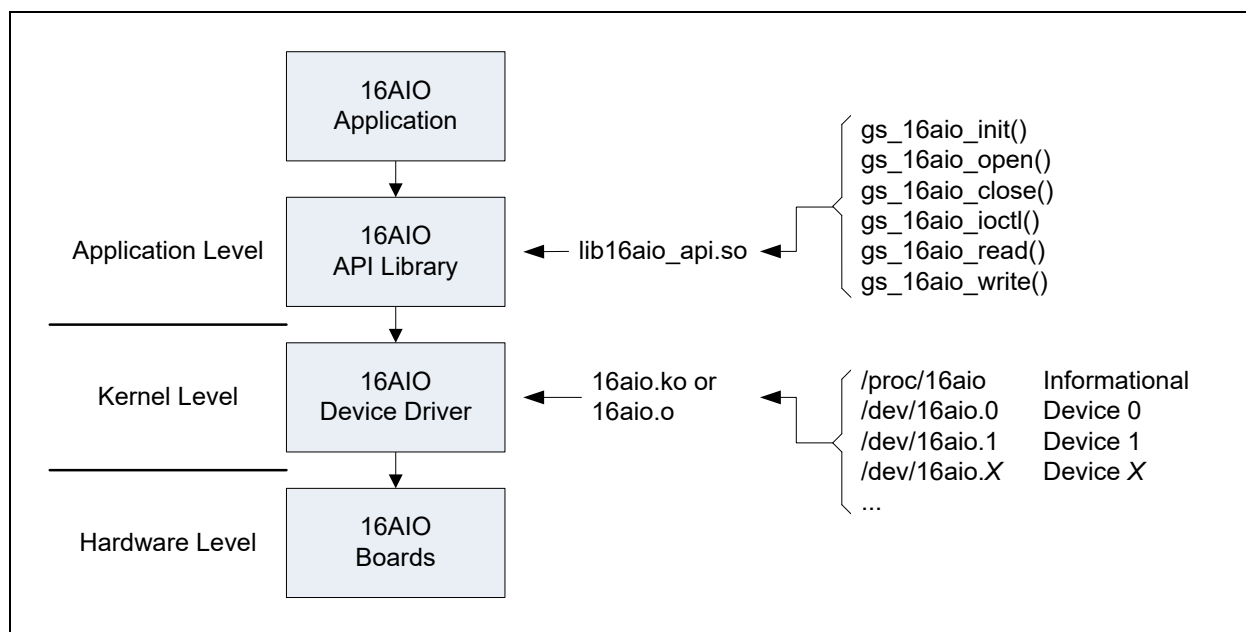 16AIO
Application
Application Level
16AIO
API Library
lib16aio_api.so
gs_16aio_init()
gs_16aio_open()
gs_16aio_close()
gs_16aio_ioctl()
gs_16aio_read()
gs_16aio_write()
Kernel Level
16AIO
Device Driver
16aio.ko or
16aio.o
/proc/16aio Informational
/dev/16aio.0 Device 0
/dev/16aio.1 Device 1
/dev/16aio.X Device X
...
Hardware Level
16AIO
Boards